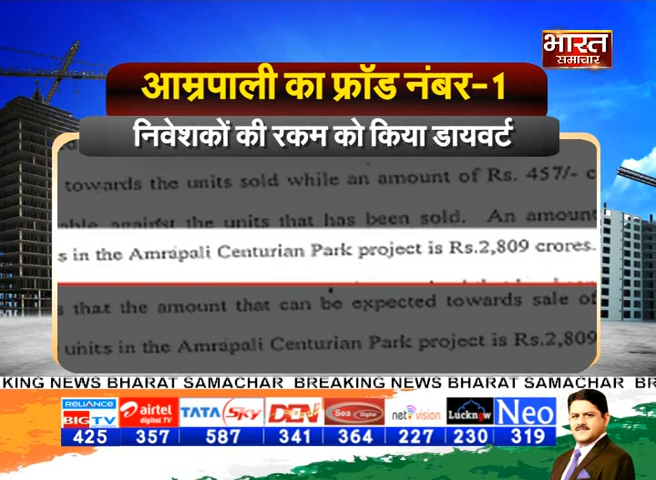 भारत
समाचार
आम्रपाली का फ्रॉड नंबर-1
निवेशकों की रकम को किया डायवर्ट
towards the units sold while an amount of Rs. 457/- c
able against the units that has been sold. An amount
s in the Amrapali Centurian Park project is Rs.2,809 crores.
s that the amount that can be expected towards sale of
units in the Amrapali Centurian Park project is Rs.2,809
KING NEWS BHARAT SAMACHAR BREAKING NEWS BHARAT SAMACHAR BR
RELIANCE BIG TV airtel digital TV TATA SKY DEN Sea Digital net vision Lucknow Neo
425 357 587 341 364 227 230 319